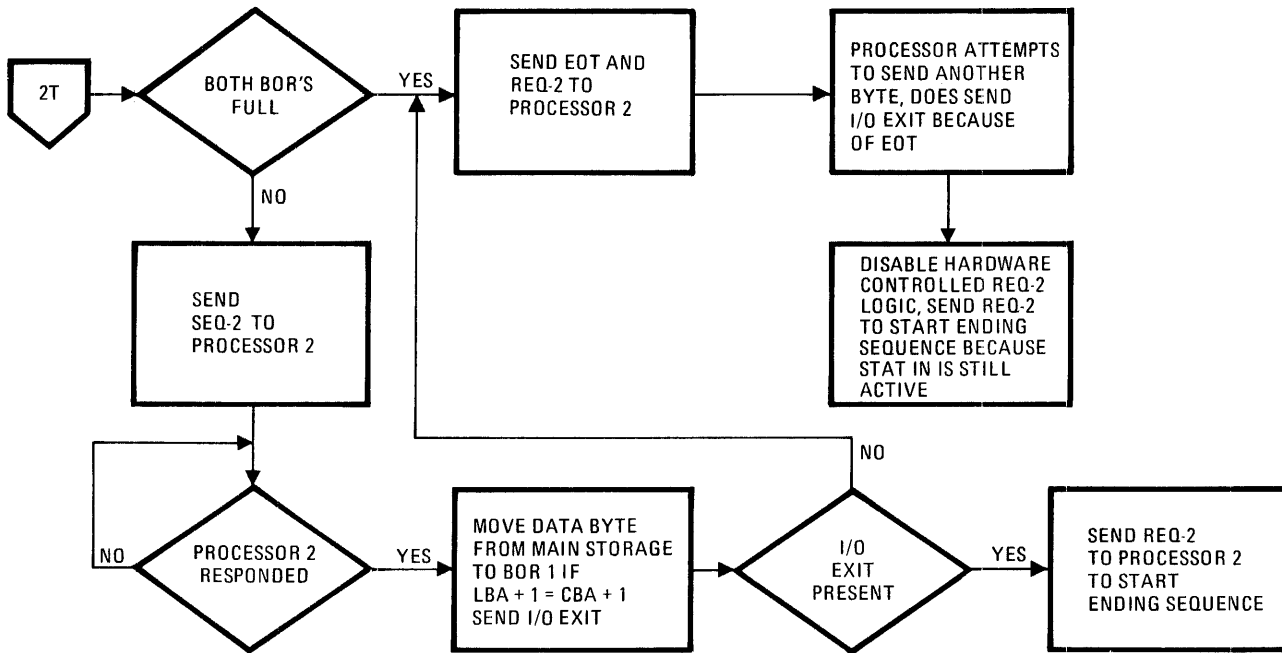 2T
BOTH BOR'S
FULL
YES
SEND EOT AND
REQ-2 TO
PROCESSOR 2
PROCESSOR ATTEMPTS
TO SEND ANOTHER
BYTE, DOES SEND
I/O EXIT BECAUSE
OF EOT
NO
SEND
SEQ-2 TO
PROCESSOR 2
DISABLE HARDWARE
CONTROLLED REQ-2
LOGIC, SEND REQ-2
TO START ENDING
SEQUENCE BECAUSE
STAT IN IS STILL
ACTIVE
NO
PROCESSOR 2
RESPONDED
YES
MOVE DATA BYTE
FROM MAIN STORAGE
TO BOR 1 IF
LBA + 1 = CBA + 1
SEND I/O EXIT
NO
I/O
EXIT
PRESENT
YES
SEND REQ-2
TO PROCESSOR 2
TO START
ENDING SEQUENCE